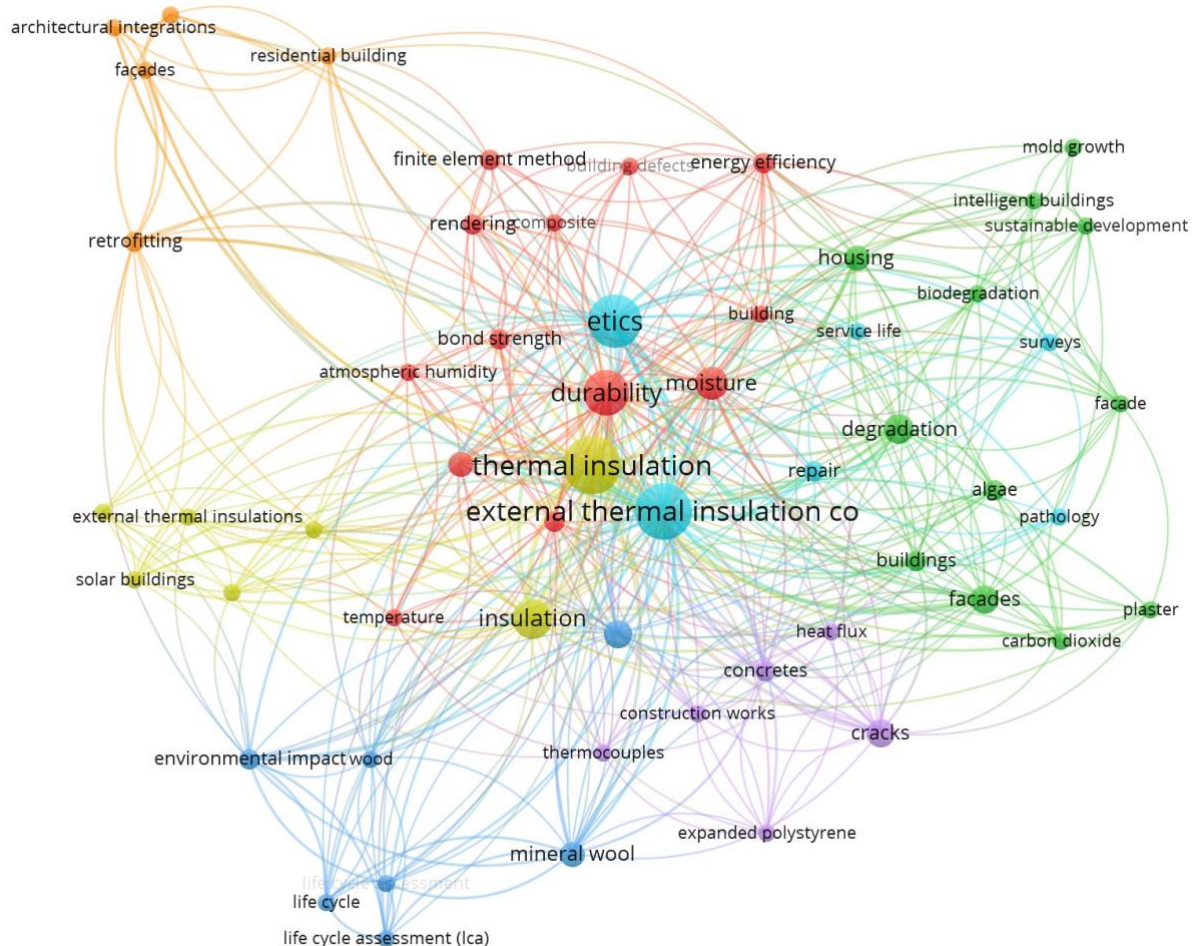 architectural integrations
façades
residential building
finite element method
building defects
energy efficiency
mold growth
intelligent buildings
sustainable development
rendering
composite
retrofitting
housing
biodegradation
etics
building
service life
surveys
bond strength
atmospheric humidity
durability
moisture
facade
degradation
thermal insulation
repair
algae
external thermal insulation co
pathology
external thermal insulations
buildings
solar buildings
facades
plaster
temperature
insulation
heat flux
carbon dioxide
concretes
construction works
cracks
thermocouples
environmental impact
wood
expanded polystyrene
mineral wool
life cycle assessment
life cycle
life cycle assessment (lca)